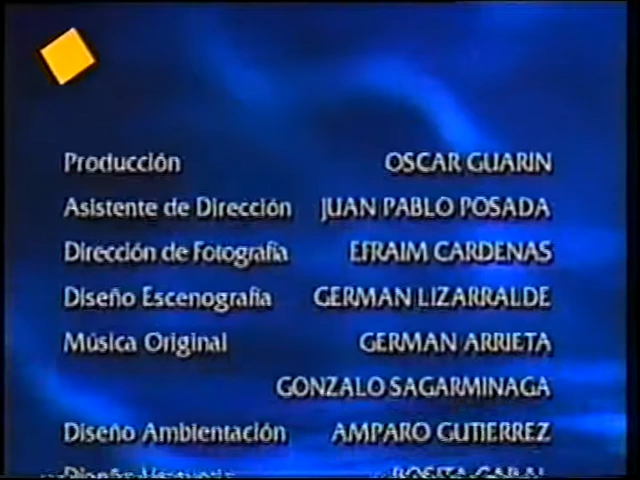 Producción OSCAR GUARIN
Asistente de Dirección JUAN PABLO POSADA
Dirección de Fotografía EFRAIM CARDENAS
Diseño Escenografía GERMAN LIZARRALDE
Música Original GERMAN ARRIETA
GONZALO SAGARMINAGA
Diseño Ambientación AMPARO GUTIERREZ
Diseño